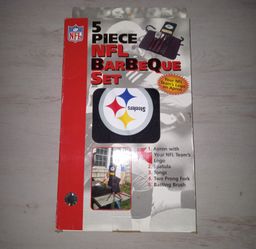 NFL
5
PIECE
NFL
BARBEQUE
SET
Steelers
1. Apron with
Your NFL Team's
Logo
2. Spatula
3. Tongs
4. Two Prong Fork
5. Basting Brush